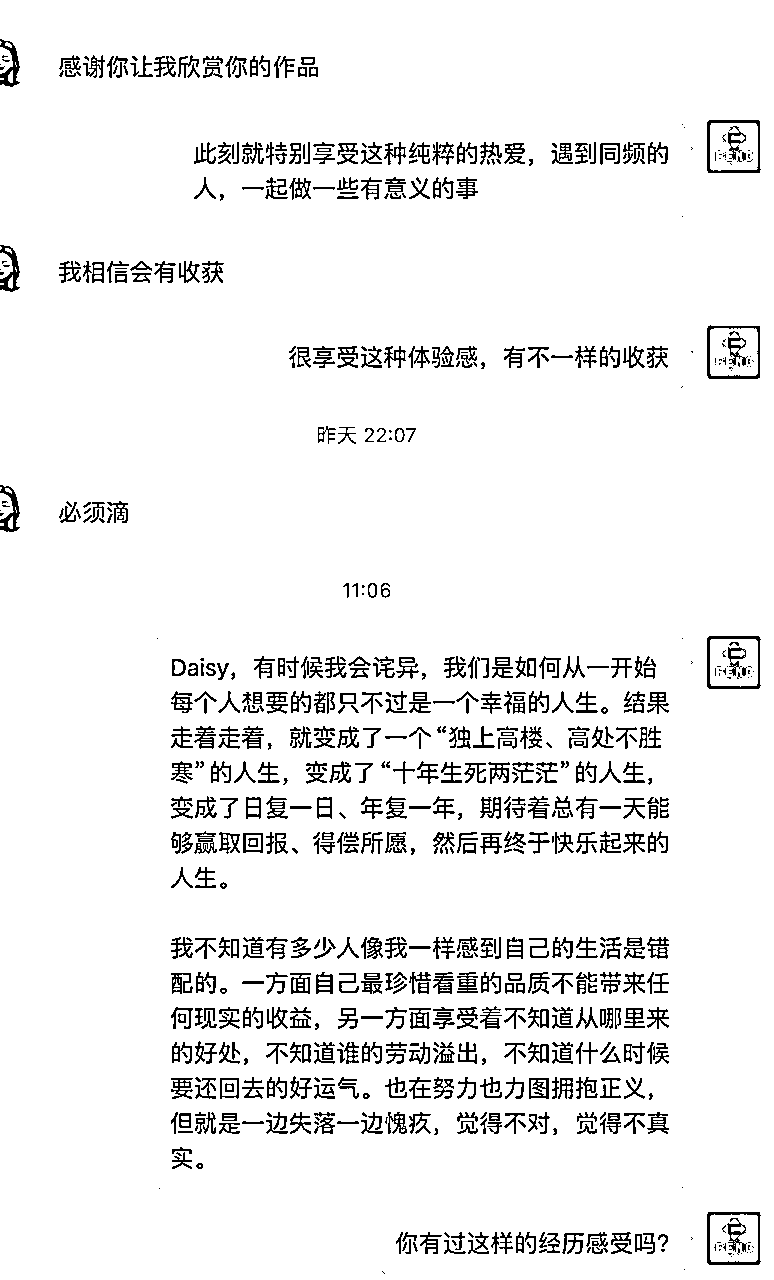 感谢你让我欣赏你的作品
此刻就特别享受这种纯粹的热爱，遇到同频的
人，一起做一些有意义的事
我相信会有收获
很享受这种体验感，有不一样的收获
昨天 22:07
必须滴
11:06
Daisy，有时候我会诧异，我们是如何从一开始
每个人想要的都只不过是一个幸福的人生。结果
走着走着，就变成了一个“独上高楼、高处不胜
寒”的人生，变成了“十年生死两茫茫”的人生，
变成了日复一日、年复一年，期待着总有一天能
够赢取回报、得偿所愿，然后再终于快乐起来的
人生。
我不知道有多少人像我一样感到自己的生活是错
配的。一方面自己最珍惜看重的品质不能带来任
何现实的收益，另一方面享受着不知道从哪里来
的好处，不知道谁的劳动溢出，不知道什么时候
要还回去的好运气。也在努力也力图拥抱正义，
但就是一边失落一边愧疚，觉得不对，觉得不真
实。
你有过这样的经历感受吗?